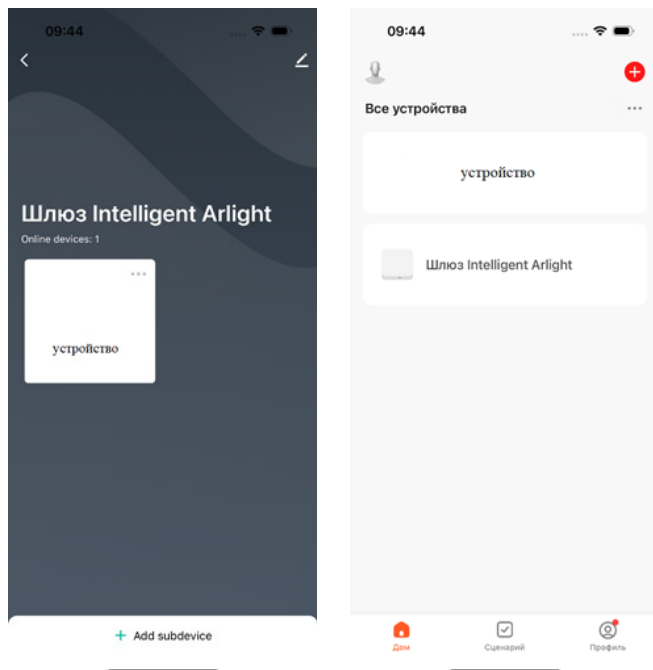 09:44
Шлюз Intelligent Arlight
Online devices: 1
устройство
Add subdevice
09:44
Все устройства
устройство
Шлюз Intelligent Arlight
Дом
Сценарий
Профиль